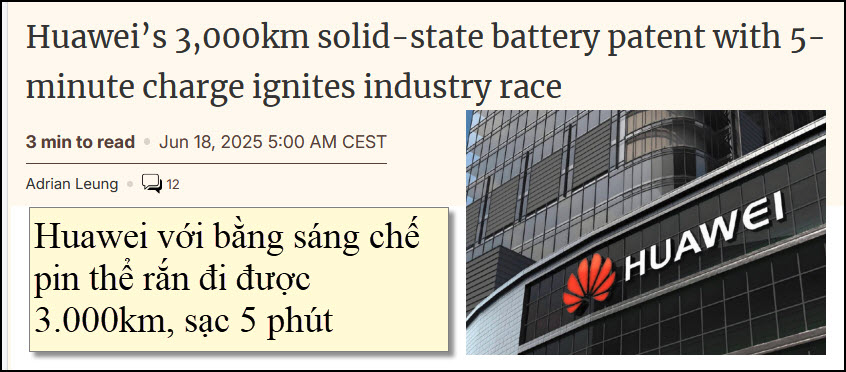 Huawei’s 3,000km solid-state battery patent with 5-
minute charge ignites industry race
3 min to read • Jun 18, 2025 5:00 AM CEST
Adrian Leung • 12
Huawei với bằng sáng chế
pin thể rắn đi được
3.000km, sạc 5 phút
HUAWEI